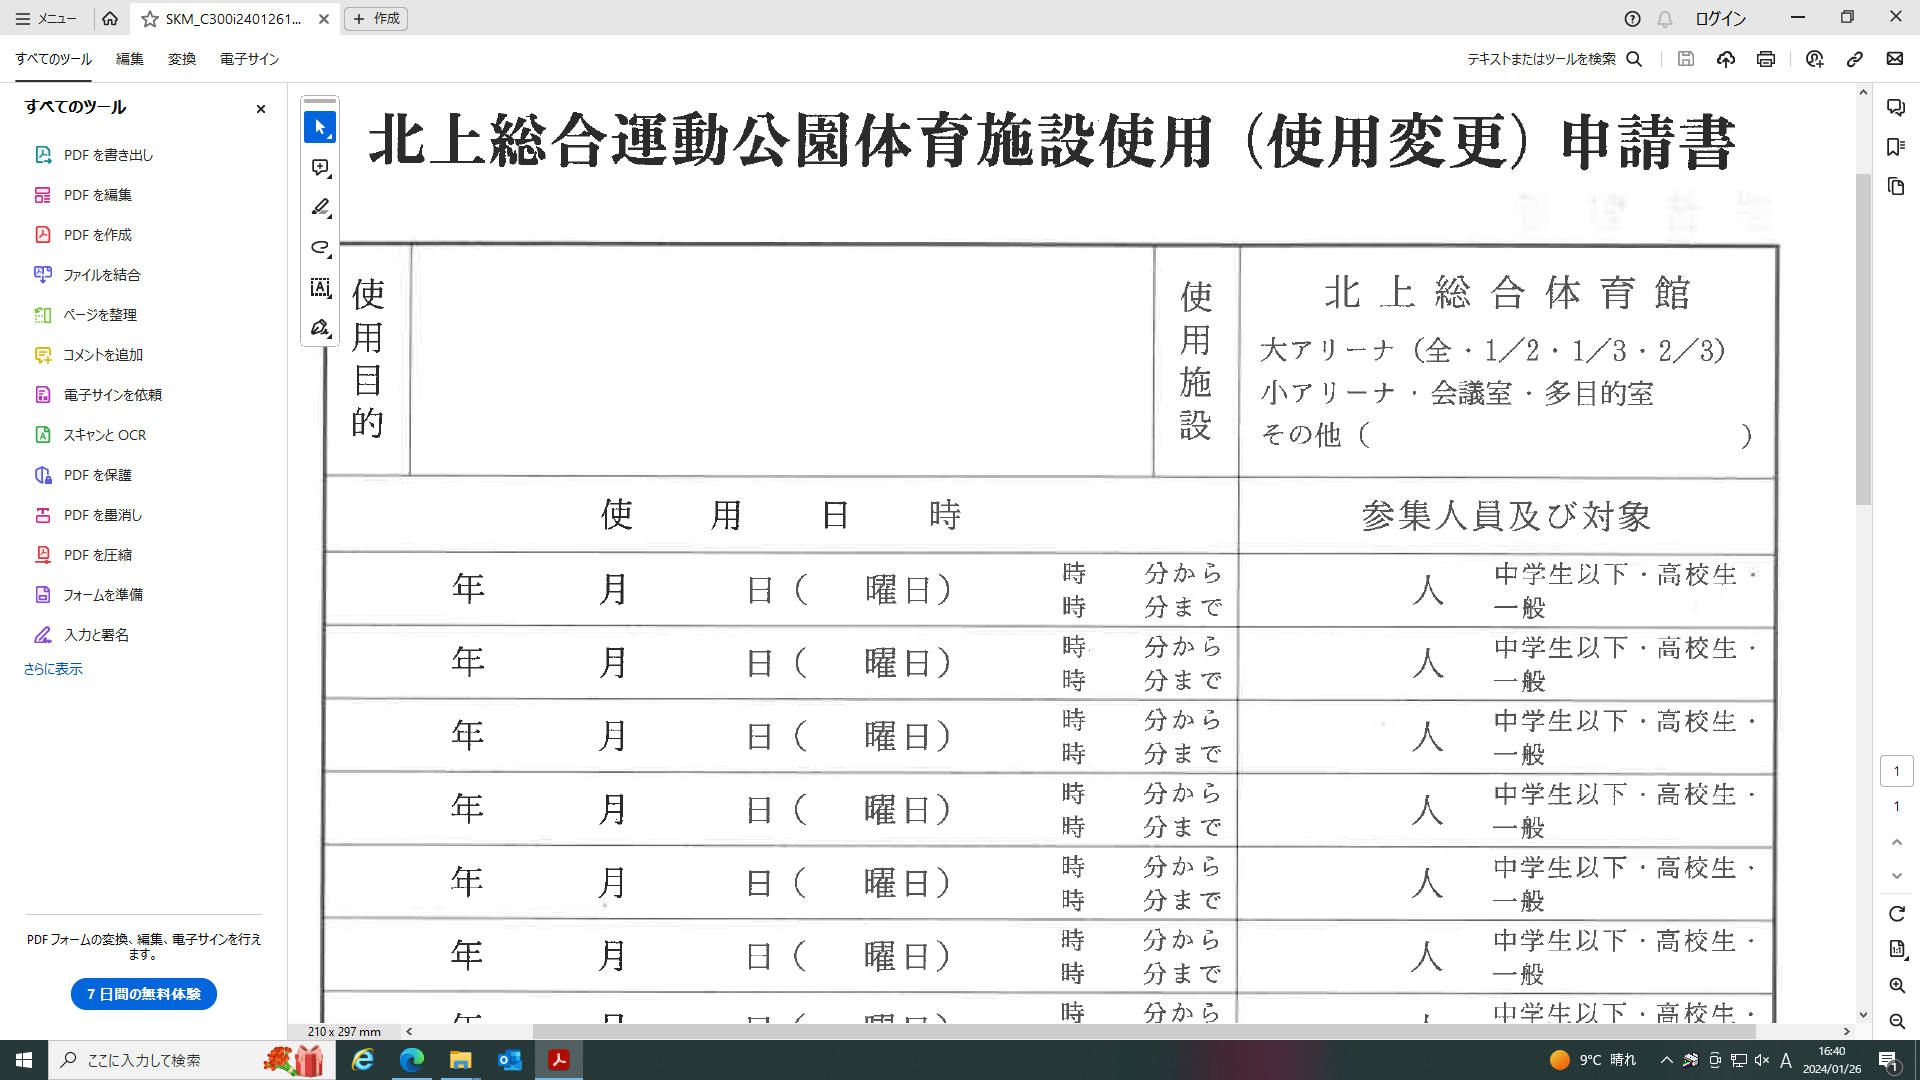 メニュー
SKM_C300i2401261...
作成
ログイン
すべてのツール
編集
変換
電子サイン
テキストまたはツールを検索
すべてのツール
PDF を書き出し
PDF を編集
PDF を作成
ファイルを結合
ページを整理
コメントを追加
電子サインを依頼
スキャンと OCR
PDF を保護
PDF を墨消し
PDF を圧縮
フォームを準備
入力と署名
さらに表示
PDF フォームの変換、編集、電子サインを行え
ます。
7 日間の無料体験
北上総合運動公園体育施設使用（使用変更）申請書
使用目的
使用施設
北上総合体育館
大アリーナ（全・1／2・1／3・2／3）
小アリーナ・会議室・多目的室
その他（　　　　　）
使用日時
参集人員及び対象
年　月　日（　曜日）
時　分から
時　分まで
人
中学生以下・高校生・
一般
年　月　日（　曜日）
時　分から
時　分まで
人
中学生以下・高校生・
一般
年　月　日（　曜日）
時　分から
時　分まで
人
中学生以下・高校生・
一般
年　月　日（　曜日）
時　分から
時　分まで
人
中学生以下・高校生・
一般
年　月　日（　曜日）
時　分から
時　分まで
人
中学生以下・高校生・
一般
年　月　日（　曜日）
時　分から
時　分まで
人
中学生以下・高校生・
一般
時　分から
中学生以下・高校生・
1
1
210 x 297 mm
ここに入力して検索
9°C 晴れ
A
16:40
2024/01/26
1